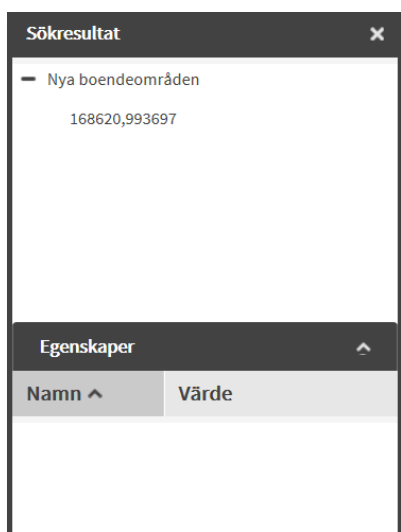 Sökresultat
Nya boendeområden
168620,993697
Egenskaper
Namn
Värde